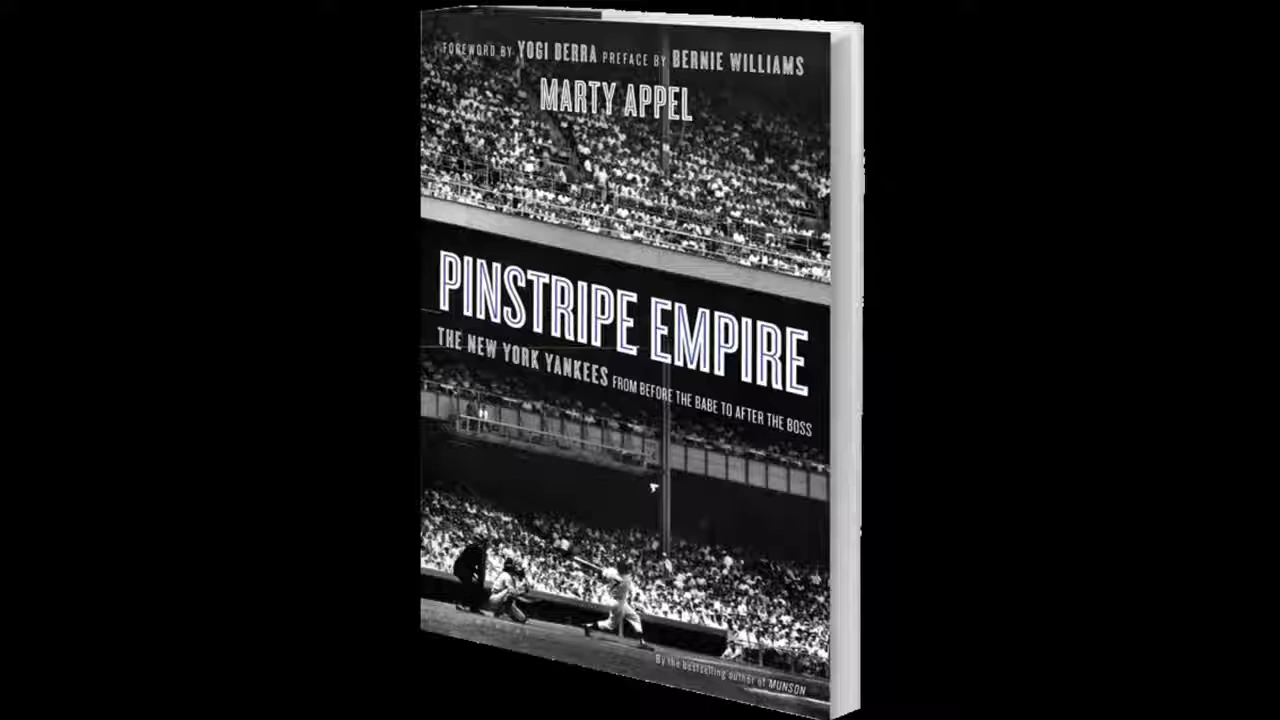 FOREWORD BY YOGI BERRA PREFACE BY BERNIE WILLIAMS
MARTY APPEL
PINSTRIPE EMPIRE
THE NEW YORK YANKEES FROM BEFORE THE BABE TO AFTER THE BOSS
By the bestselling author of MUNSON